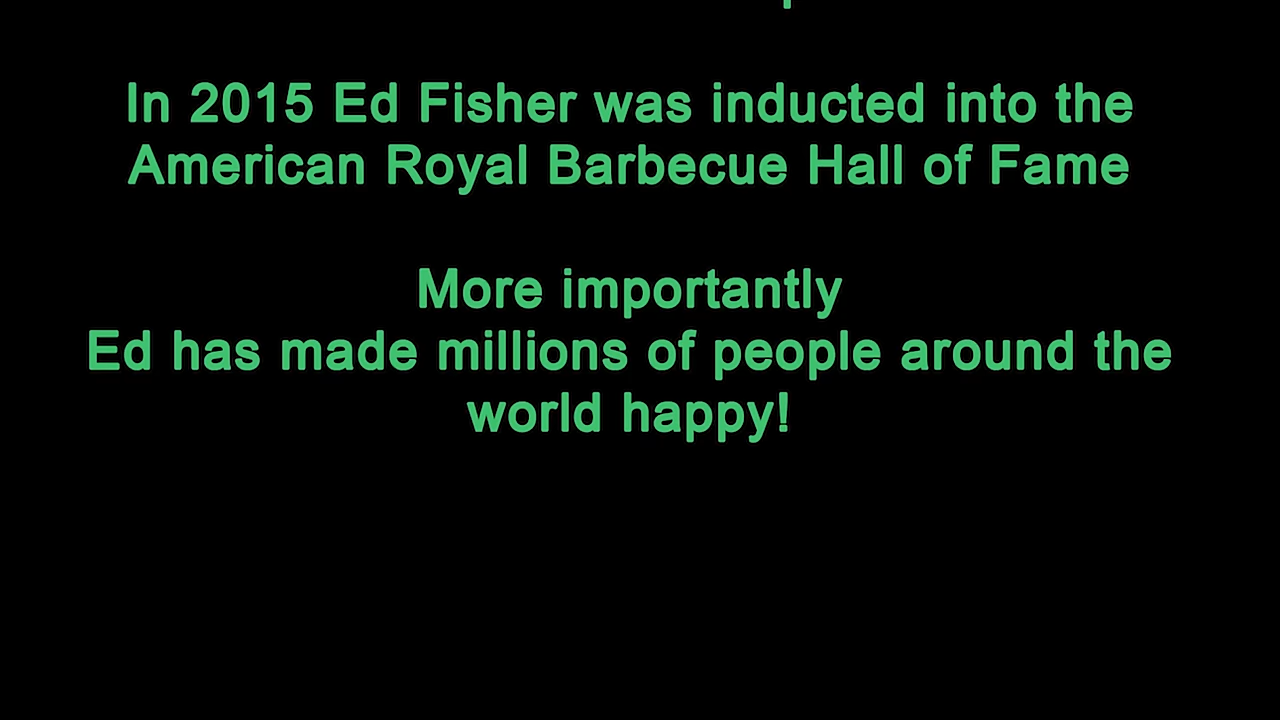 In 2015 Ed Fisher was inducted into the
American Royal Barbecue Hall of Fame
More importantly
Ed has made millions of people around the
world happy!